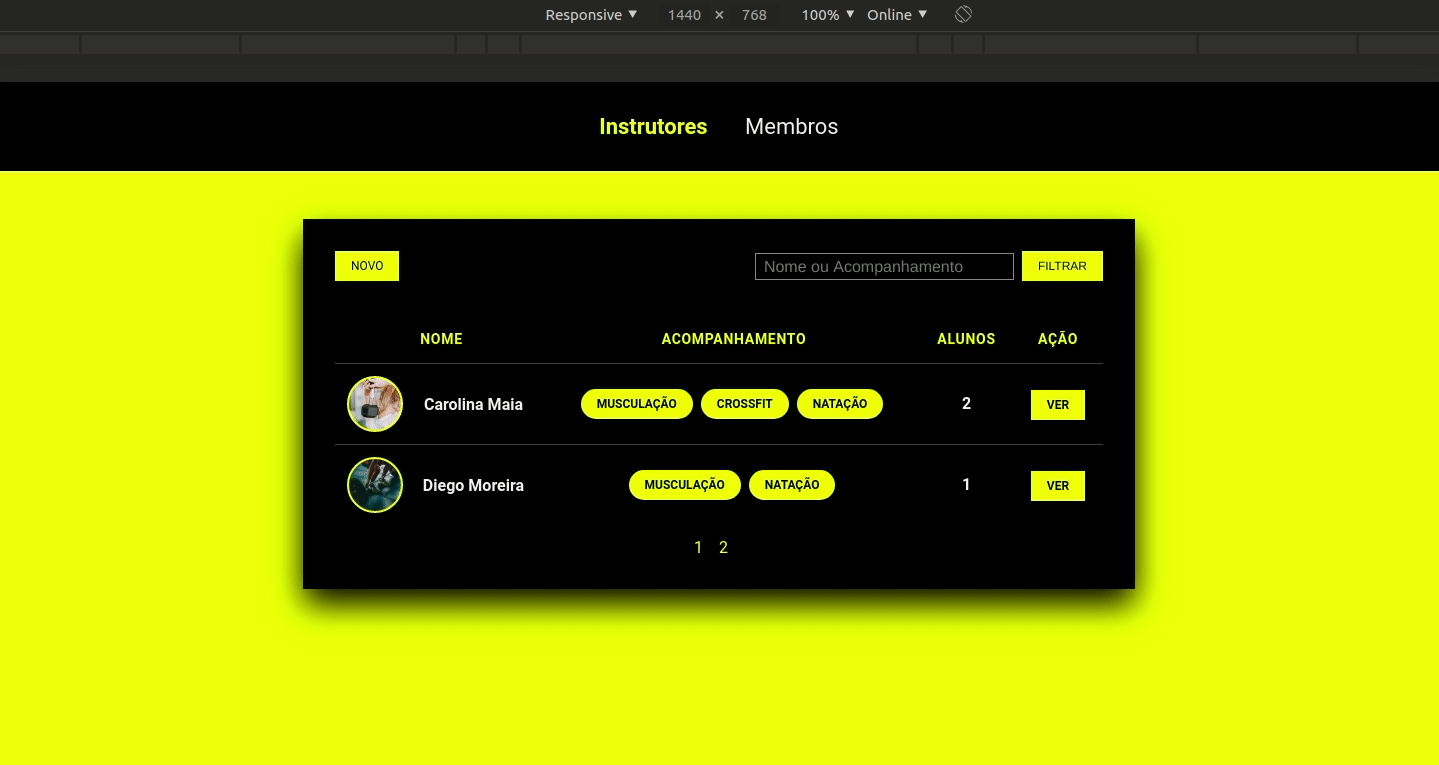 Responsive ▼ 1440 × 768 100% ▼ Online ▼
Instrutores Membros
NOVO Nome ou Acompanhamento FILTRAR
NOME ACOMPANHAMENTO ALUNOS AÇÃO
Carolina Maia MUSCULAÇÃO CROSSFIT NATAÇÃO 2 VER
Diego Moreira MUSCULAÇÃO NATAÇÃO 1 VER
1 2